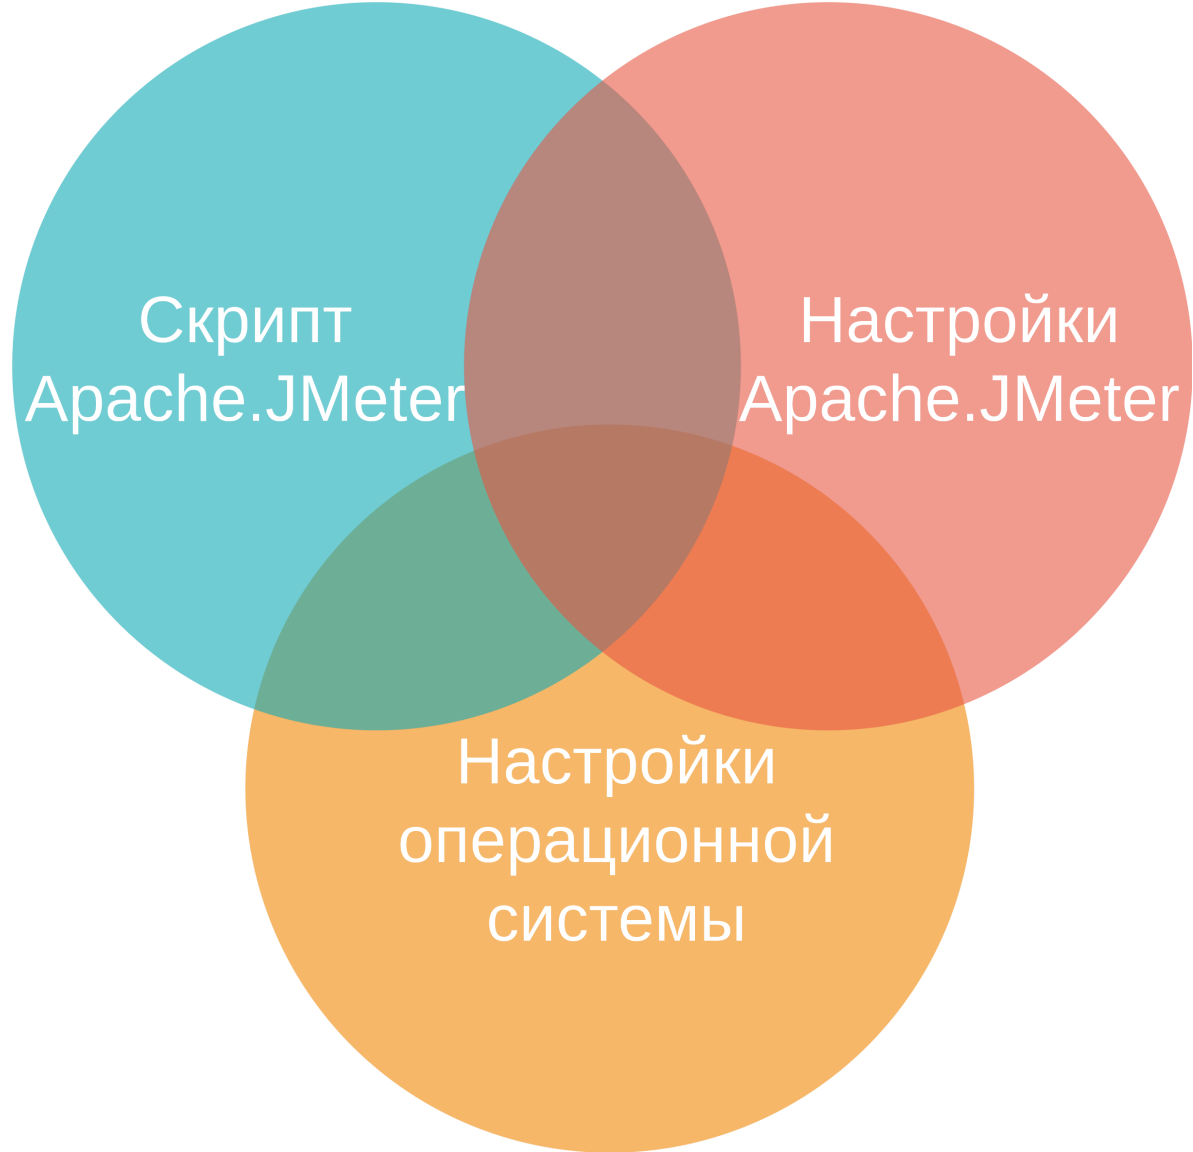 Скрипт
Apache.JMeter
Настройки
Apache.JMeter
Настройки
операционной
системы